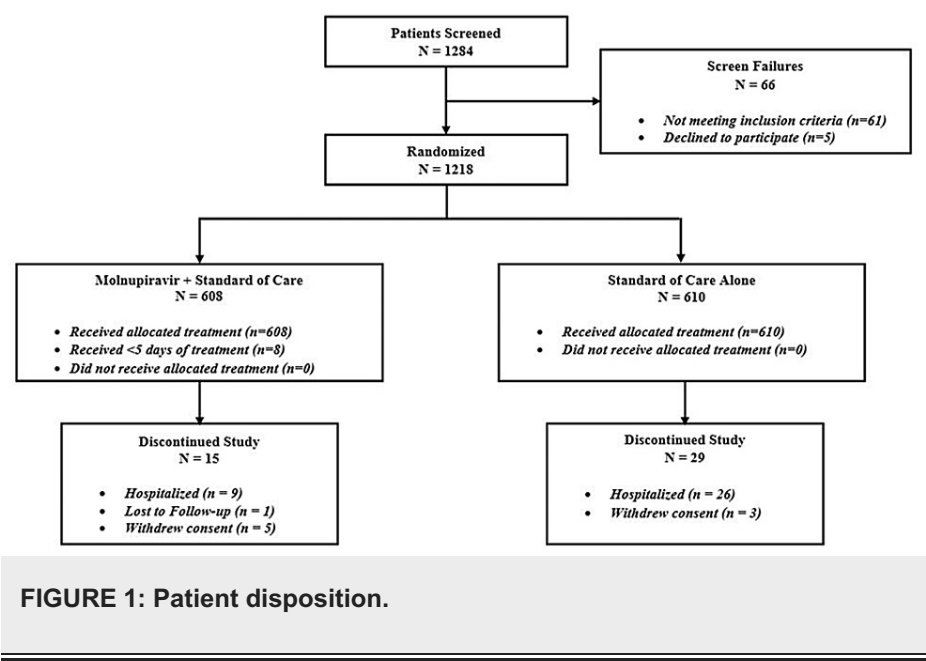 Patients Screened
N = 1284
Screen Failures
N = 66
• Not meeting inclusion criteria (n=61)
• Declined to participate (n=5)
Randomized
N = 1218
Molnupiravir + Standard of Care
N = 608
• Received allocated treatment (n=608)
• Received <5 days of treatment (n=8)
• Did not receive allocated treatment (n=0)
Standard of Care Alone
N = 610
• Received allocated treatment (n=610)
• Did not receive allocated treatment (n=0)
Discontinued Study
N = 15
• Hospitalized (n = 9)
• Lost to Follow-up (n = 1)
• Withdrew consent (n = 5)
Discontinued Study
N = 29
• Hospitalized (n = 26)
• Withdrew consent (n = 3)
FIGURE 1: Patient disposition.